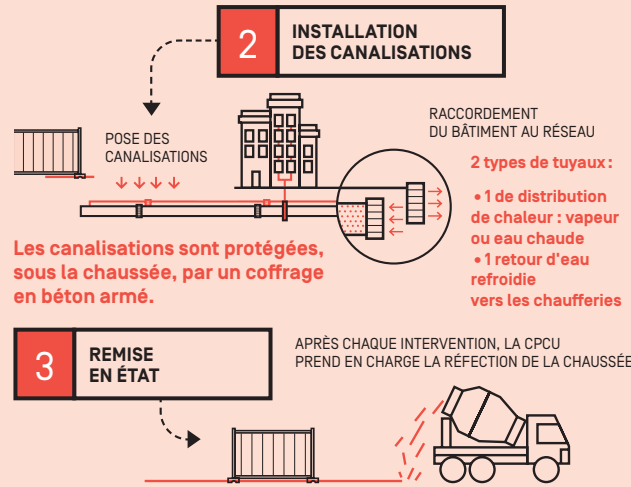 2
INSTALLATION
DES CANALISATIONS
POSE DES
CANALISATIONS
RACCORDEMENT
DU BÂTIMENT AU RÉSEAU
2 types de tuyaux :
• 1 de distribution
de chaleur : vapeur
ou eau chaude
• 1 retour d'eau
refroidie
vers les chaufferies
Les canalisations sont protégées,
sous la chaussée, par un coffrage
en béton armé.
3
REMISE
EN ÉTAT
APRÈS CHAQUE INTERVENTION, LA CPCU
PREND EN CHARGE LA RÉFECTION DE LA CHAUSSÉE